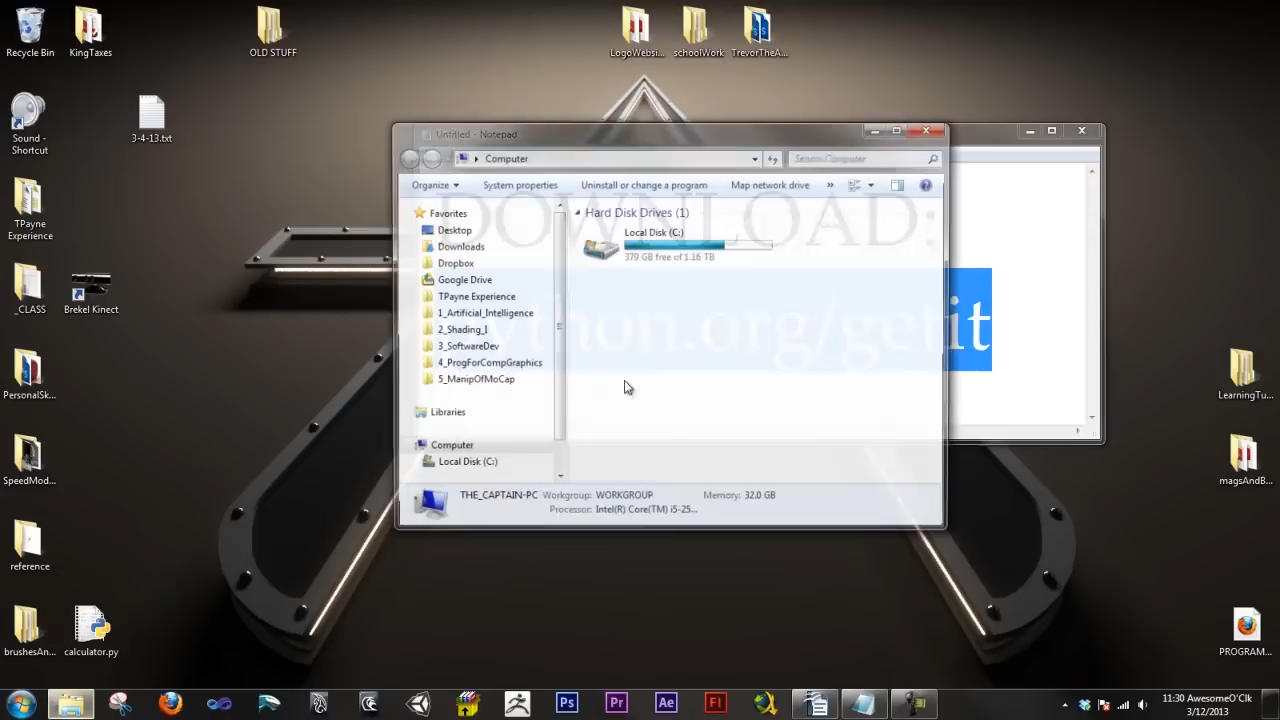 Recycle Bin
KingTaxes
OLD STUFF
LogoWebsi...
schoolWork
TrevorTheA...
Sound - Shortcut
3-4-13.txt
TPayne Experience
_CLASS
Brekel Kinect
PersonalSk...
SpeedMod...
reference
brushesAn...
calculator.py
LearningTu...
magsAndB...
PROGRAM...
Untitled - Notepad
Computer
Search Computer
Organize
System properties
Uninstall or change a program
Map network drive
»
DOWNLOAD:
python.org/getit
Favorites
Desktop
Downloads
Dropbox
Google Drive
TPayne Experience
1_Artificial_Intelligence
2_Shading_I
3_SoftwareDev
4_ProgForCompGraphics
5_ManipOfMoCap
Libraries
Computer
Local Disk (C:)
Hard Disk Drives (1)
Local Disk (C:)
379 GB free of 1.16 TB
THE_CAPTAIN-PC Workgroup: WORKGROUP Memory: 32.0 GB
Processor: Intel(R) Core(TM) i5-25...
Ps
Pr
Ae
Fl
11:30 AwesomeO'Clk
3/12/2013